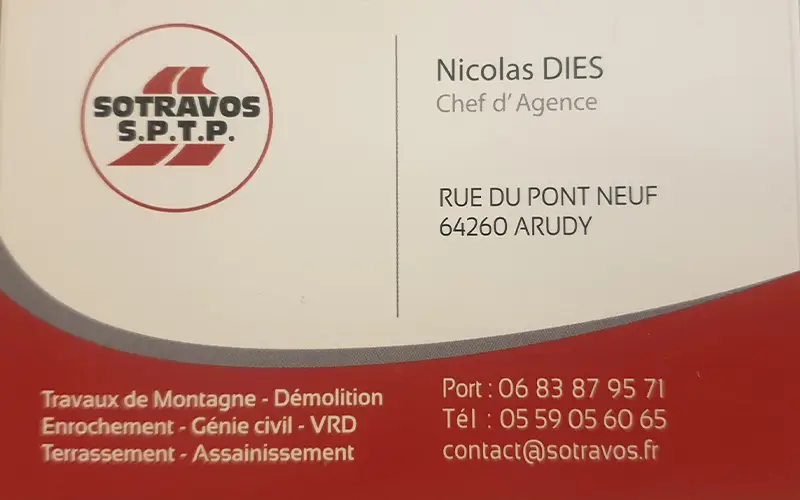 SOTRAVOS
S.P.T.P.
Nicolas DIES
Chef d'Agence
RUE DU PONT NEUF
64260 ARUDY
Travaux de Montagne - Démolition
Enrochement - Génie civil - VRD
Terrassement - Assainissement
Port : 06 83 87 95 71
Tél : 05 59 05 60 65
contact@sotravos.fr